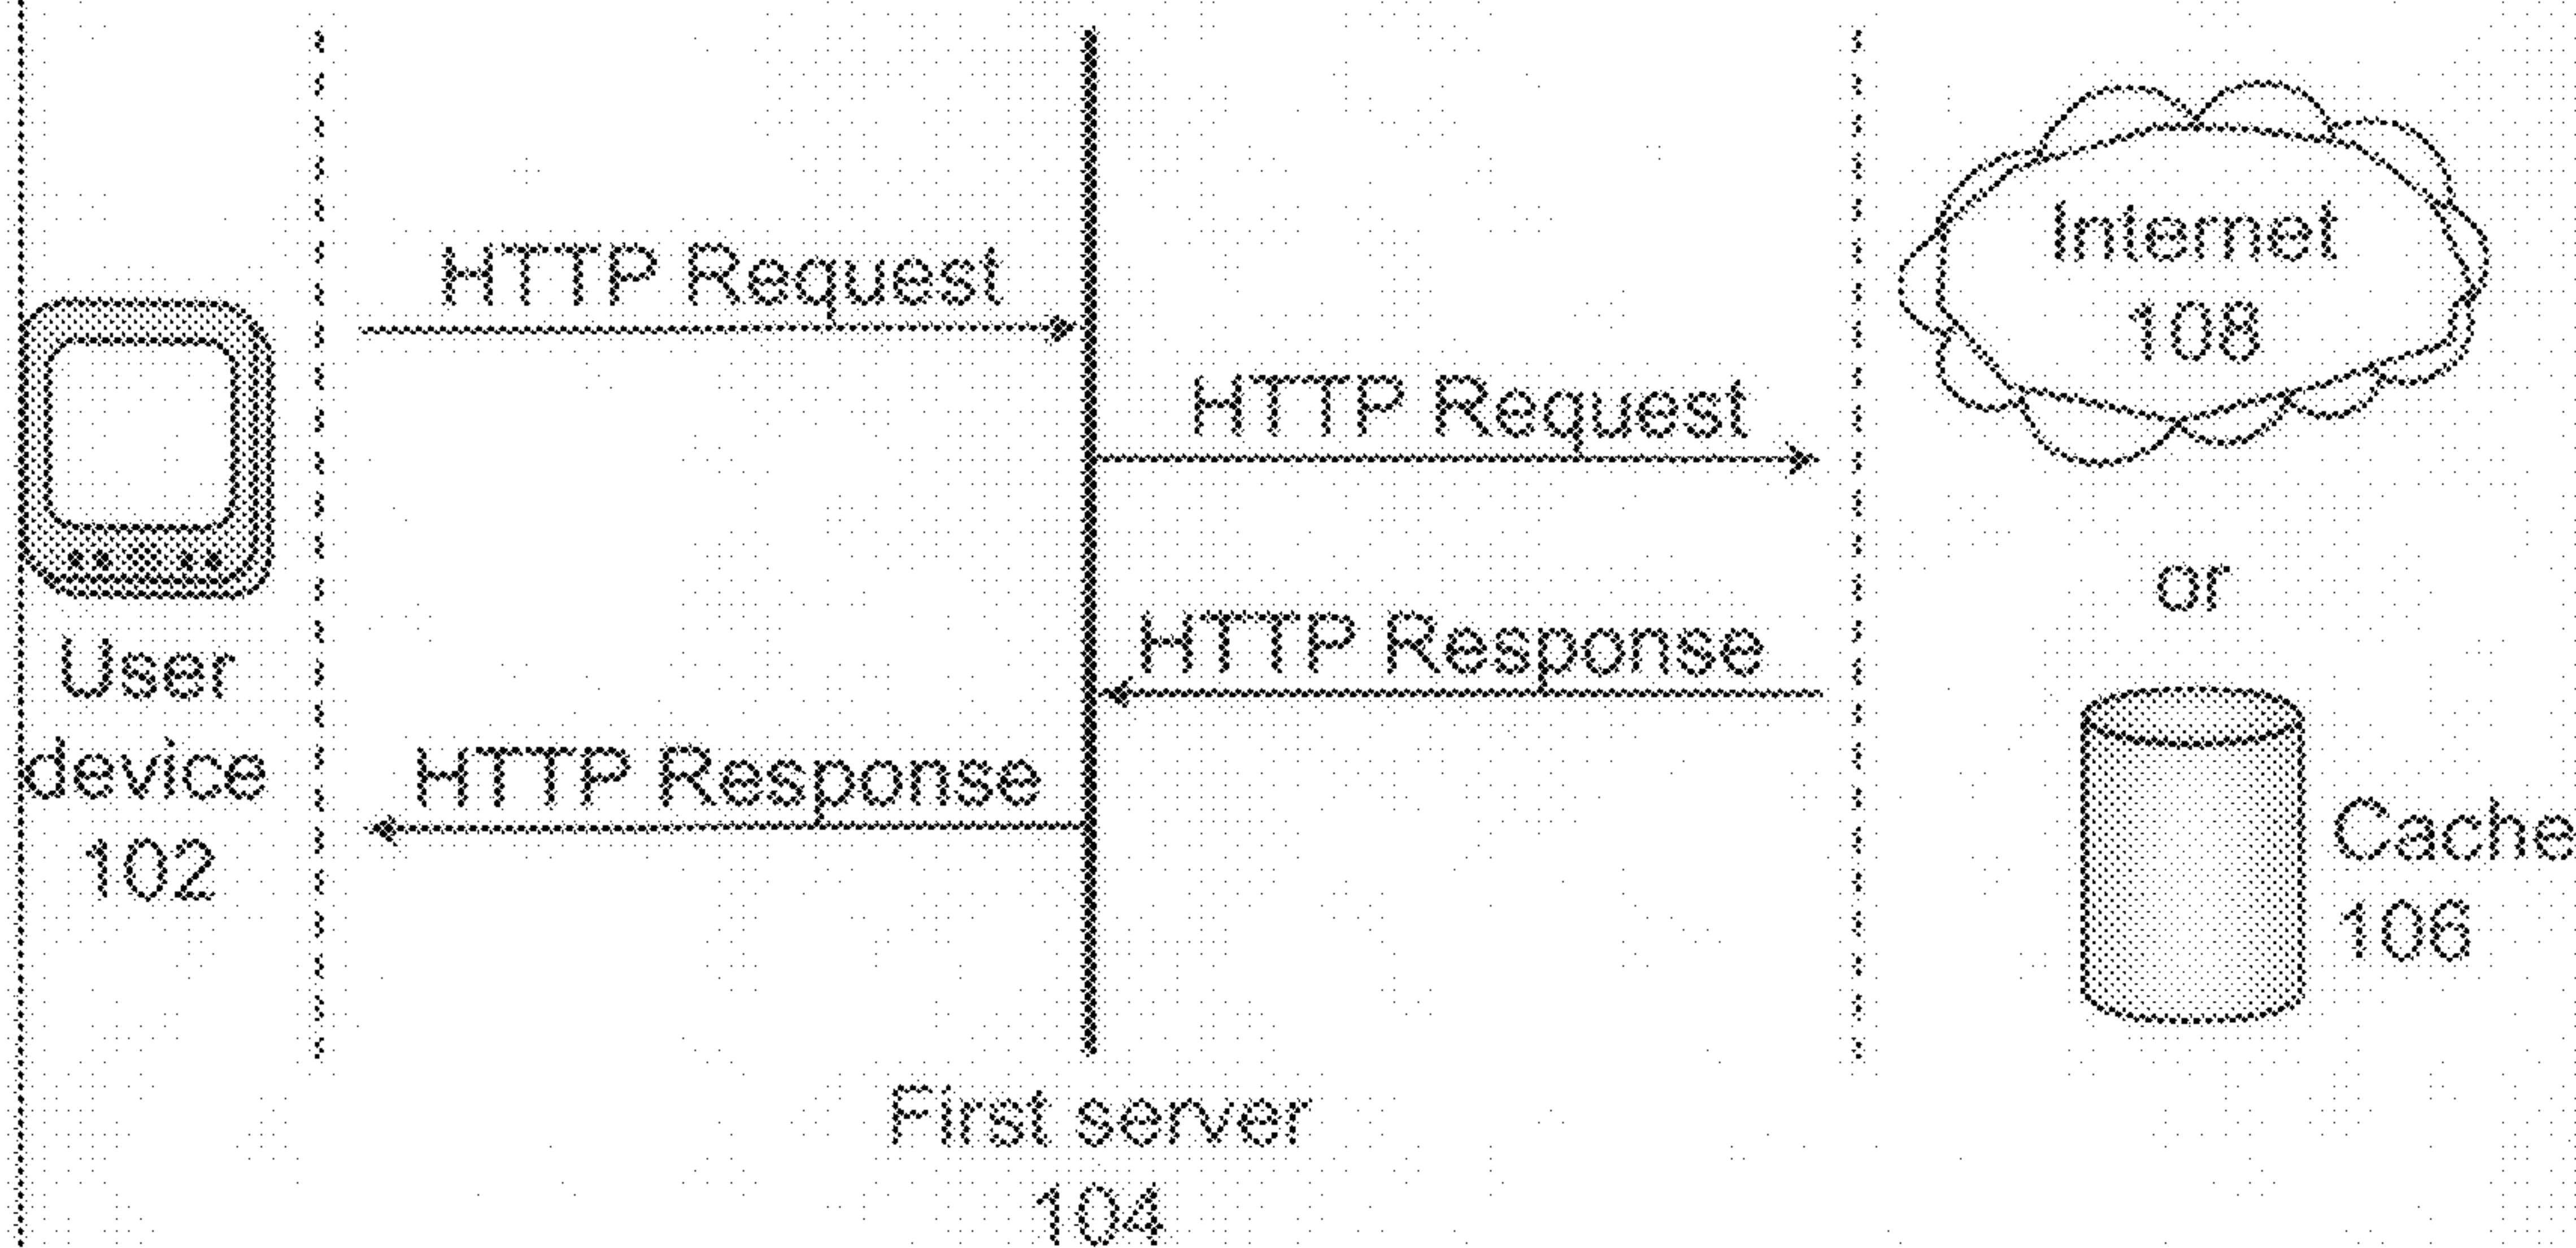 Internet
108
HTTP Request
HTTP Request
or
HTTP Response
HTTP Response
User
device
102
Cache
106
First server
104